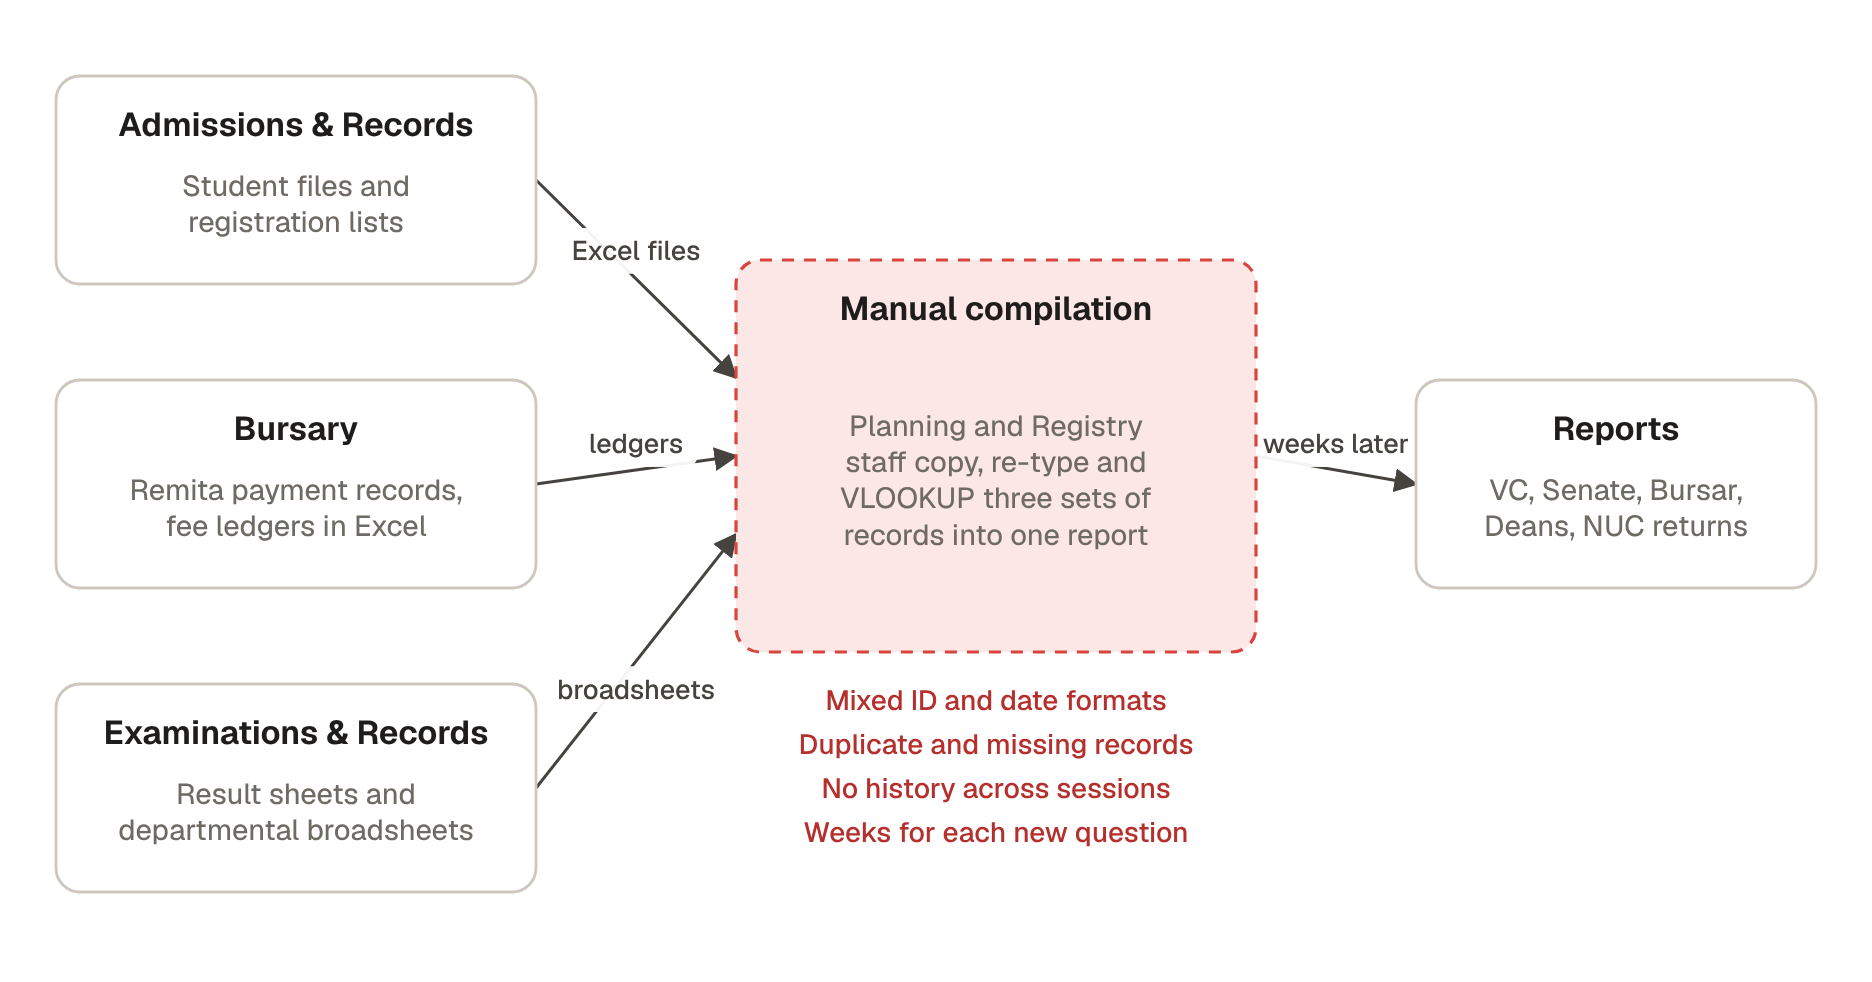 Admissions & Records
Student files and
registration lists
Excel files
Bursary
Remita payment records,
fee ledgers in Excel
ledgers
Examinations & Records
Result sheets and
departmental broadsheets
broadsheets
Manual compilation
Planning and Registry
staff copy, re-type and
VLOOKUP three sets of
records into one report
Mixed ID and date formats
Duplicate and missing records
No history across sessions
Weeks for each new question
weeks later
Reports
VC, Senate, Bursar,
Deans, NUC returns